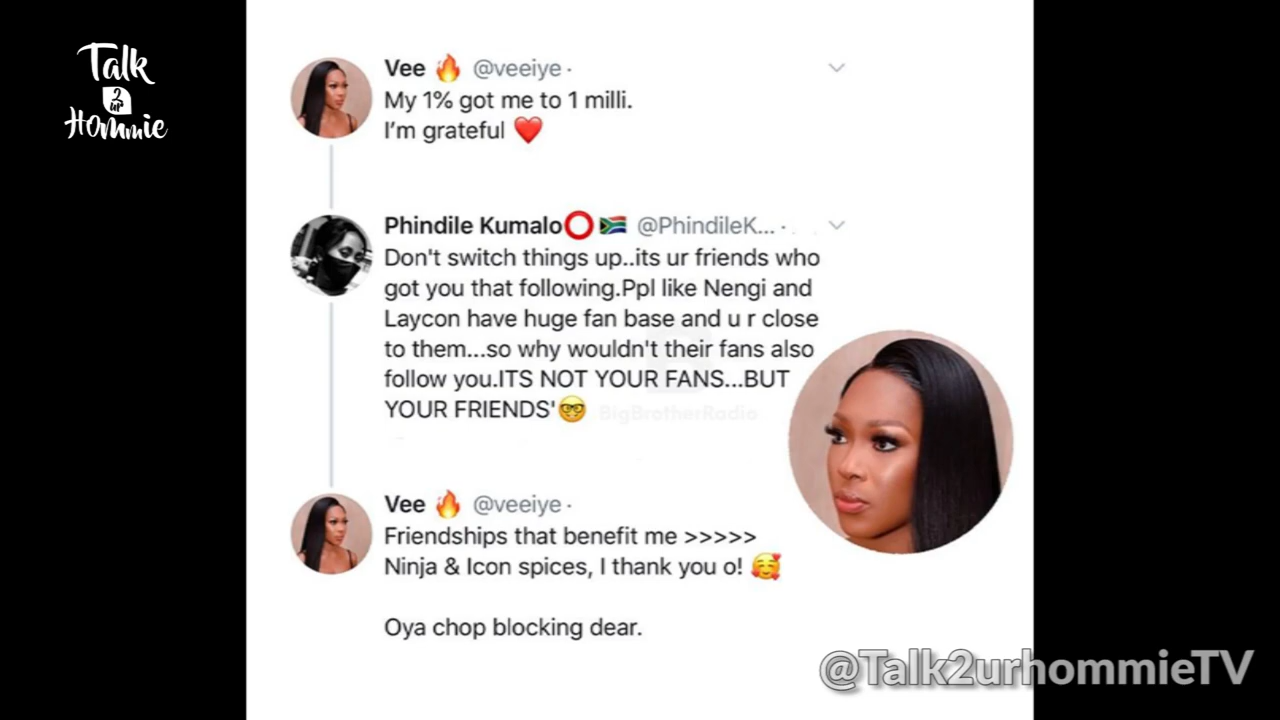 Talk
2
ur
Hommie
Vee 🔥 @veeiye ·
My 1% got me to 1 milli.
I'm grateful ❤️
Phindile Kumalo⭕🇿🇦 @PhindileK... ·
Don't switch things up..its ur friends who
got you that following.Ppl like Nengi and
Laycon have huge fan base and u r close
to them...so why wouldn't their fans also
follow you.ITS NOT YOUR FANS...BUT
YOUR FRIENDS'🤓
BigBrotherRadio
Vee 🔥 @veeiye ·
Friendships that benefit me >>>>>
Ninja & Icon spices, I thank you o! 🥰
Oya chop blocking dear.
@Talk2urhommieTV